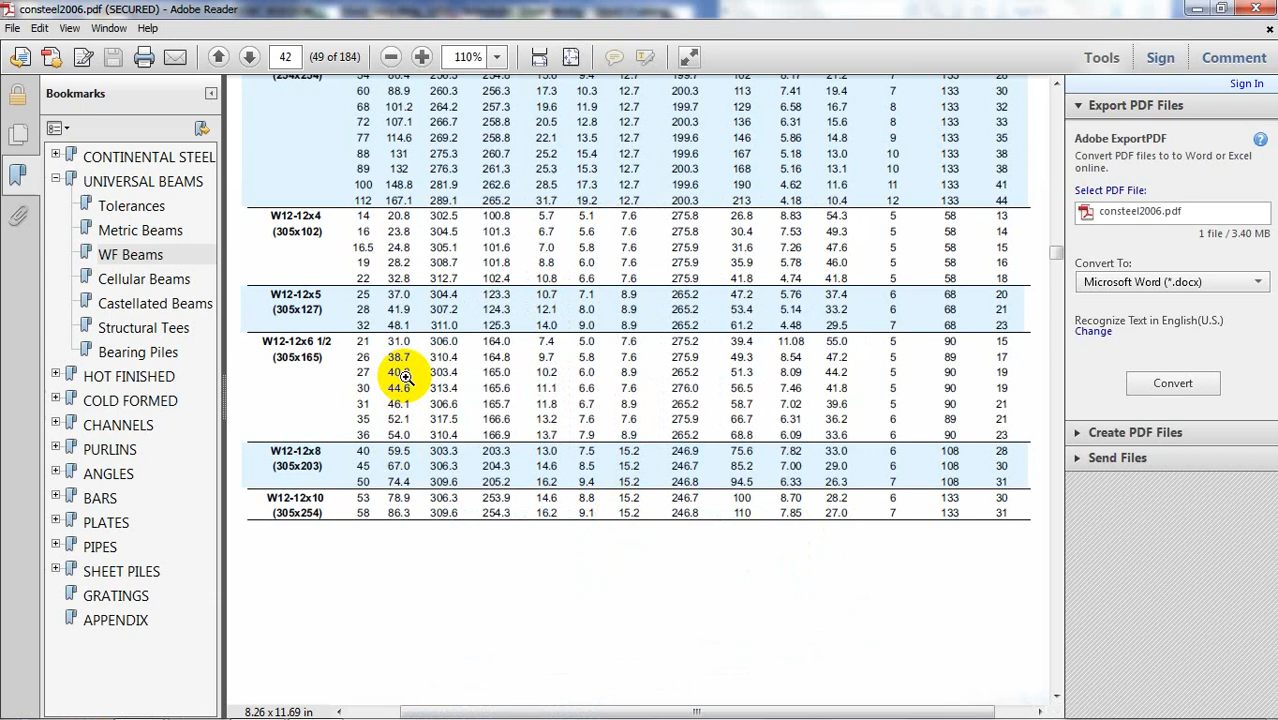 consteel2006.pdf (SECURED) - Adobe Reader
File Edit View Window Help
42 (49 of 184) 110% Tools Sign Comment
Bookmarks
CONTINENTAL STEEL
UNIVERSAL BEAMS
Tolerances
Metric Beams
WF Beams
Cellular Beams
Castellated Beams
Structural Tees
Bearing Piles
HOT FINISHED
COLD FORMED
CHANNELS
PURLINS
ANGLES
BARS
PLATES
PIPES
SHEET PILES
GRATINGS
APPENDIX
60 88.9 260.3 256.3 17.3 10.3 12.7 200.3 113 7.41 19.4 7 133 30
68 101.2 264.2 257.3 19.6 11.9 12.7 199.7 129 6.58 16.7 8 133 32
72 107.1 266.7 258.8 20.5 12.8 12.7 200.3 136 6.31 15.6 8 133 33
77 114.6 269.2 258.8 22.1 13.5 12.7 199.6 146 5.86 14.8 9 133 35
88 131 275.3 260.7 25.2 15.4 12.7 199.6 167 5.18 13.0 10 133 38
89 132 276.3 261.3 25.3 15.3 12.7 199.7 168 5.16 13.1 10 133 38
100 148.8 281.9 262.6 28.5 17.3 12.7 199.6 190 4.62 11.6 11 133 41
112 167.1 289.1 265.2 31.7 19.2 12.7 200.3 213 4.18 10.4 12 133 44
W12-12x4 14 20.8 302.5 100.8 5.7 5.1 7.6 275.8 26.8 8.83 54.3 5 58 13
(305x102) 16 23.8 304.5 101.3 6.7 5.6 7.6 275.9 30.4 7.53 49.3 5 58 14
16.5 24.8 305.1 101.6 7.0 5.8 7.6 275.9 31.6 7.26 47.6 5 58 15
19 28.2 308.7 101.8 8.8 6.0 7.6 275.9 35.9 5.78 46.0 5 58 16
22 32.8 312.7 102.4 10.8 6.6 7.6 275.9 41.8 4.74 41.8 5 58 18
W12-12x5 25 37.0 304.4 123.3 10.7 7.1 8.9 265.2 47.2 5.76 37.4 6 68 20
(305x127) 28 41.9 307.2 124.3 12.1 8.0 8.9 265.2 53.4 5.14 33.2 6 68 21
32 48.1 311.0 125.3 14.0 9.0 8.9 265.2 61.2 4.48 29.5 7 68 23
W12-12x6 1/2 21 31.0 306.0 164.0 7.4 5.0 7.6 275.2 39.4 11.08 55.0 5 90 15
(305x165) 26 38.7 310.4 164.8 9.7 5.8 7.6 275.9 49.3 8.54 47.2 5 89 17
27 303.4 165.0 10.2 6.0 8.9 265.2 51.3 8.09 44.2 5 90 19
30 44.6 313.4 165.6 11.1 6.6 7.6 276.0 56.5 7.46 41.8 5 90 19
31 46.1 306.6 165.7 11.8 6.7 8.9 265.2 58.7 7.02 39.6 5 90 21
35 52.1 317.5 166.6 13.2 7.6 7.6 275.9 66.7 6.31 36.2 6 89 21
36 54.0 310.4 166.9 13.7 7.9 8.9 265.2 68.8 6.09 33.6 6 90 23
W12-12x8 40 59.5 303.3 203.3 13.0 7.5 15.2 246.9 75.6 7.82 33.0 6 108 28
(305x203) 45 67.0 306.3 204.3 14.6 8.6 15.2 246.7 85.2 7.00 29.0 6 108 30
50 74.4 309.6 205.2 16.2 9.4 15.2 246.8 94.5 6.33 26.3 7 108 31
W12-12x10 53 78.9 306.3 253.9 14.6 8.8 15.2 246.7 100 8.70 28.2 6 133 30
(305x254) 58 86.3 309.6 254.3 16.2 9.1 15.2 246.8 110 7.85 27.0 7 133 31
8.26 x 11.69 in
Sign In
Export PDF Files
Adobe ExportPDF
Convert PDF files to to Word or Excel
online.
Select PDF File:
consteel2006.pdf
1 file / 3.40 MB
Convert To:
Microsoft Word (*.docx)
Recognize Text in English(U.S.)
Change
Convert
Create PDF Files
Send Files